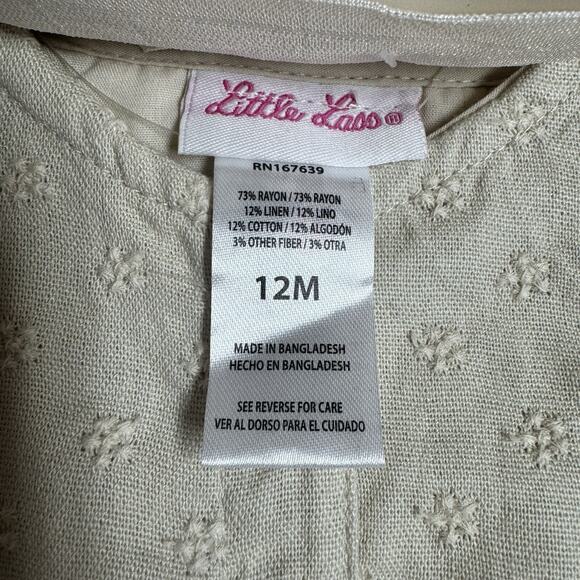 Little Lass®
RN167639
73% RAYON / 73% RAYON
12% LINEN / 12% LINO
12% COTTON / 12% ALGODÓN
3% OTHER FIBER / 3% OTRA
12M
MADE IN BANGLADESH
HECHO EN BANGLADESH
SEE REVERSE FOR CARE
VER AL DORSO PARA EL CUIDADO